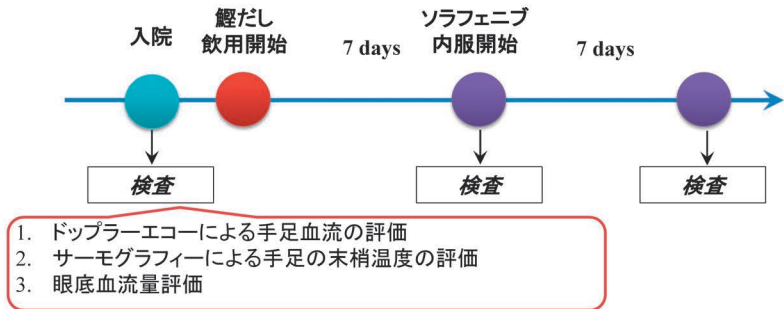 入院
鰹だし
飲用開始
7 days
ソラフェニブ
内服開始
7 days
検査
検査
検査
1. ドップラーエコーによる手足血流の評価
2. サーモグラフィーによる手足の末梢温度の評価
3. 眼底血流量評価